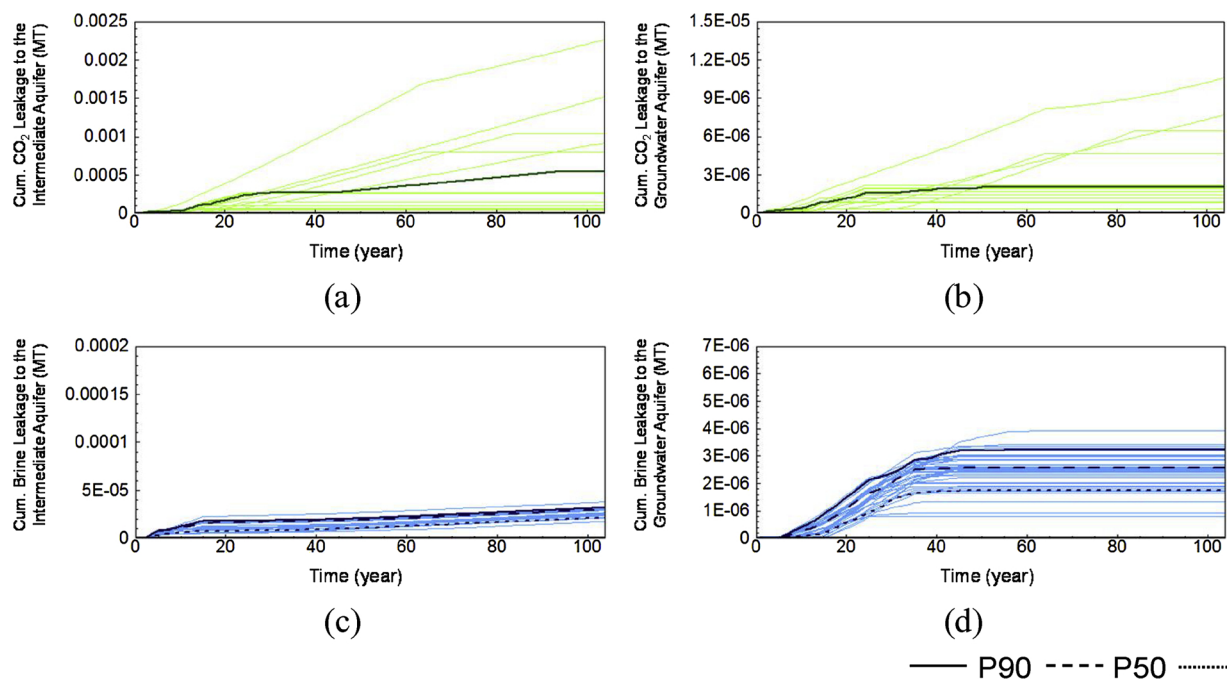 Cum. CO₂ Leakage to the
Intermediate Aquifer (MT)
0.0025
0.002
0.0015
0.001
0.0005
0
0 20 40 60 80 100
Time (year)
(a)
Cum. CO₂ Leakage to the
Groundwater Aquifer (MT)
1.5E-05
1.2E-05
9E-06
6E-06
3E-06
0
0 20 40 60 80 100
Time (year)
(b)
Cum. Brine Leakage to the
Intermediate Aquifer (MT)
0.0002
0.00015
0.0001
5E-05
0
0 20 40 60 80 100
Time (year)
(c)
Cum. Brine Leakage to the
Groundwater Aquifer (MT)
7E-06
6E-06
5E-06
4E-06
3E-06
2E-06
1E-06
0
0 20 40 60 80 100
Time (year)
(d)
P90 P50